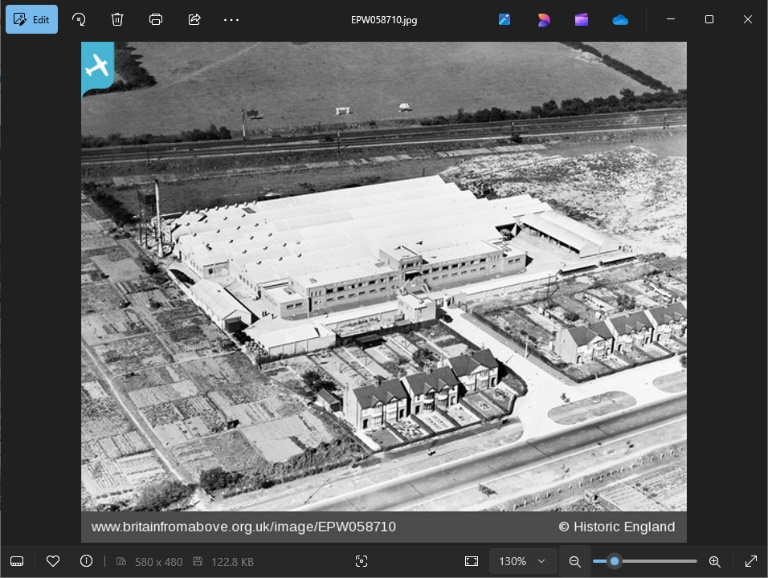 Edit
EPW058710.jpg
www.britainfromabove.org.uk/image/EPW058710
© Historic England
580 x 480
122.8 KB
130%